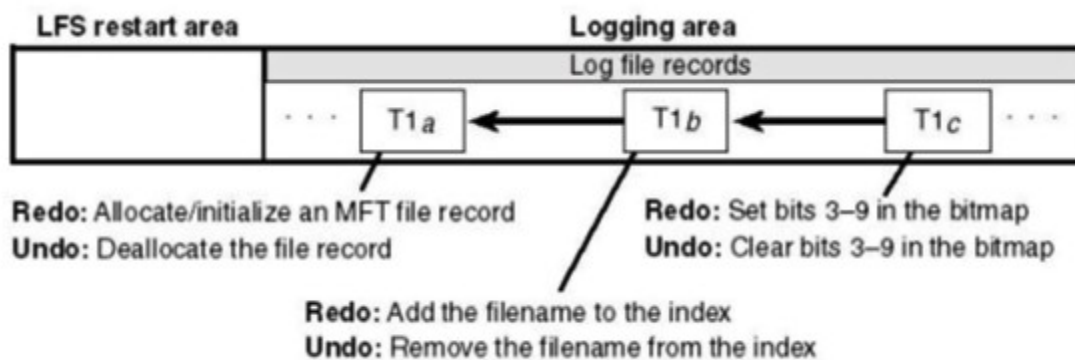 LFS restart area
Logging area
Log file records
. . .
T1a
T1b
T1c
. . .
Redo: Allocate/initialize an MFT file record
Undo: Deallocate the file record
Redo: Set bits 3–9 in the bitmap
Undo: Clear bits 3–9 in the bitmap
Redo: Add the filename to the index
Undo: Remove the filename from the index